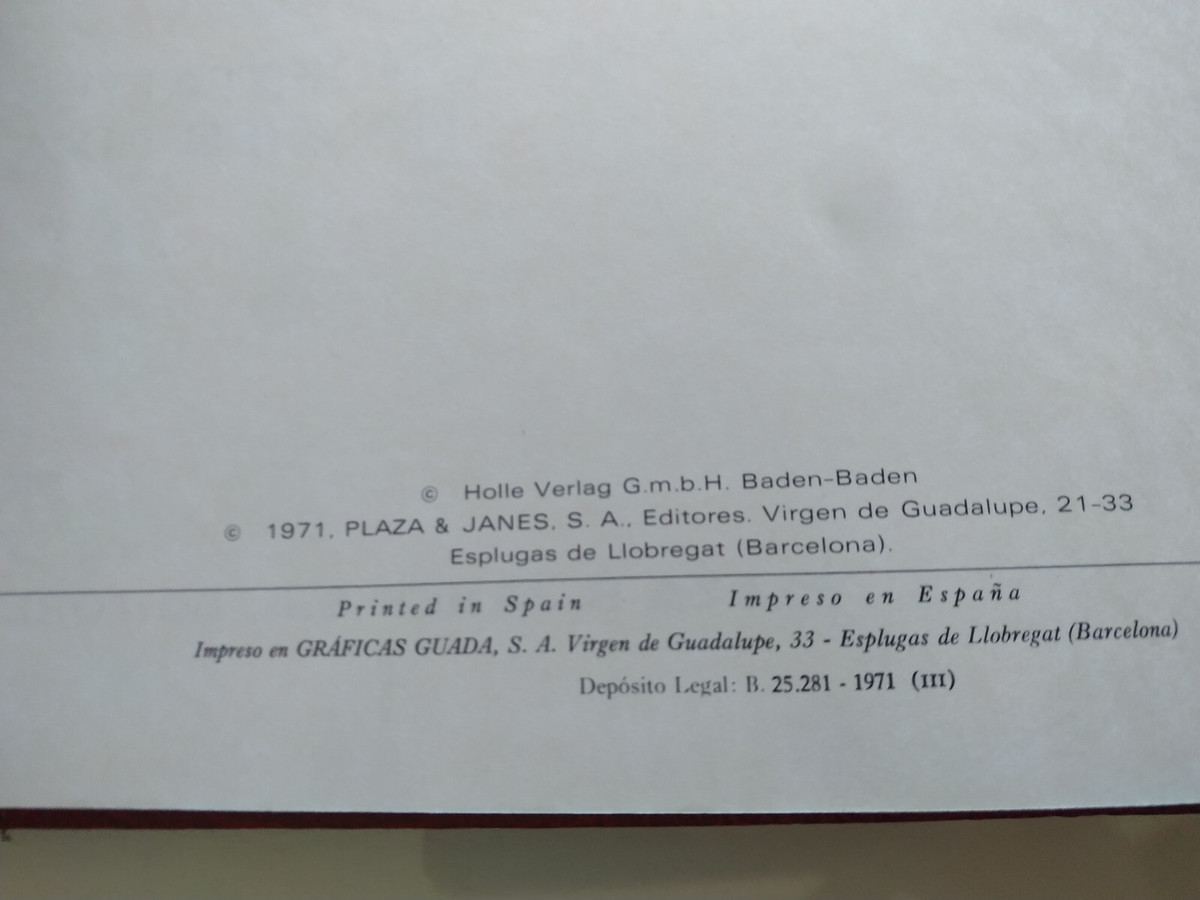 © Holle Verlag G.m.b.H. Baden-Baden
© 1971, PLAZA & JANES, S. A., Editores. Virgen de Guadalupe, 21-33
Esplugas de Llobregat (Barcelona).
Printed in Spain Impreso en España
Impreso en GRÁFICAS GUADA, S. A. Virgen de Guadalupe, 33 - Esplugas de Llobregat (Barcelona)
Depósito Legal: B. 25.281 - 1971 (III)